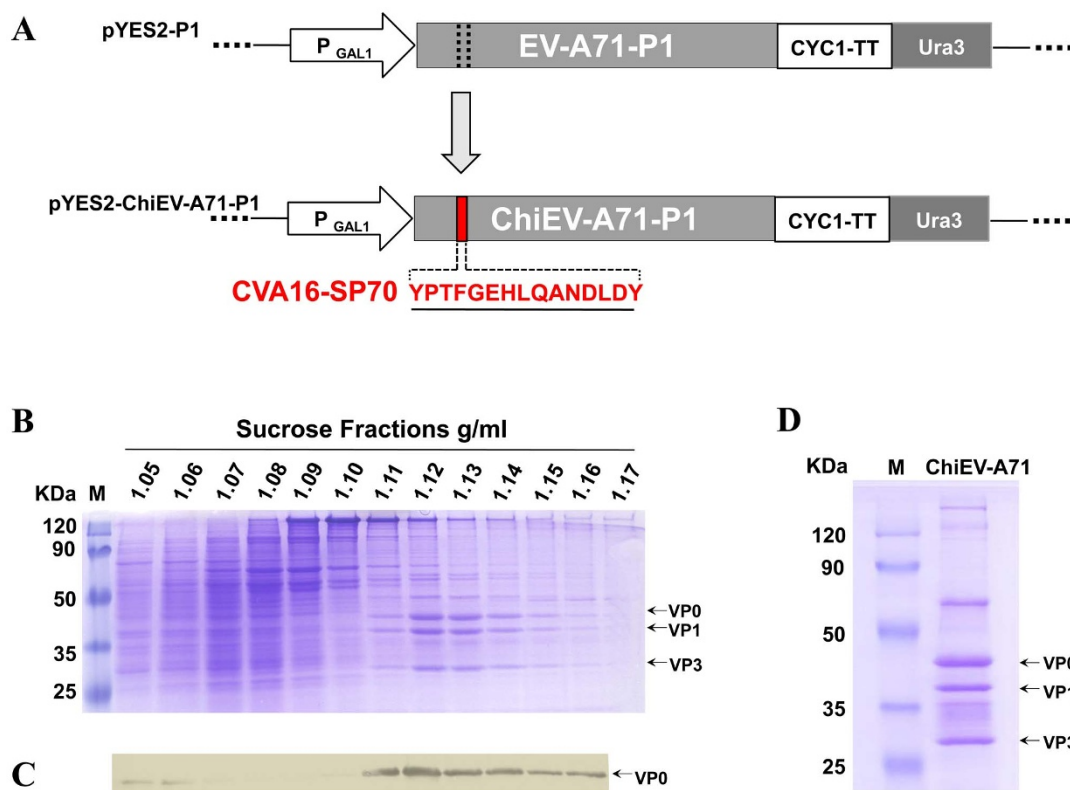 A
pYES2-P1
P GAL1
EV-A71-P1
CYC1-TT
Ura3
pYES2-ChiEV-A71-P1
P GAL1
ChiEV-A71-P1
CYC1-TT
Ura3
CVA16-SP70 YPTFGEHLQANDLDY
B
Sucrose Fractions g/ml
KDa M 1.05 1.06 1.07 1.08 1.09 1.10 1.11 1.12 1.13 1.14 1.15 1.16 1.17
120
90
50
35
25
VP0
VP1
VP3
C
VP0
D
KDa M ChiEV-A71
120
90
50
35
25
VP0
VP1
VP3